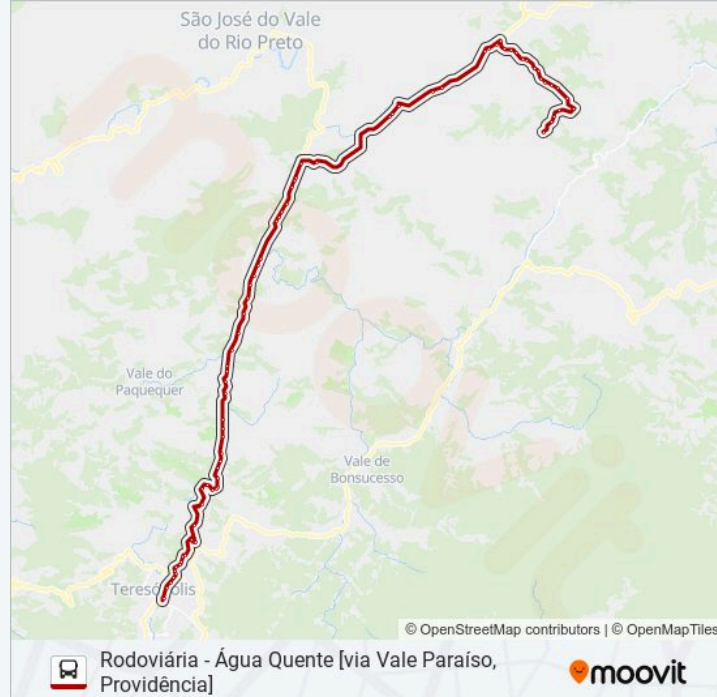 São José do Vale
do Rio Preto
Vale do
Paquequer
Vale de
Bonsucesso
Teresópolis
© OpenStreetMap contributors | © OpenMapTiles
Rodoviária - Água Quente [via Vale Paraíso,
Providência]
moovit